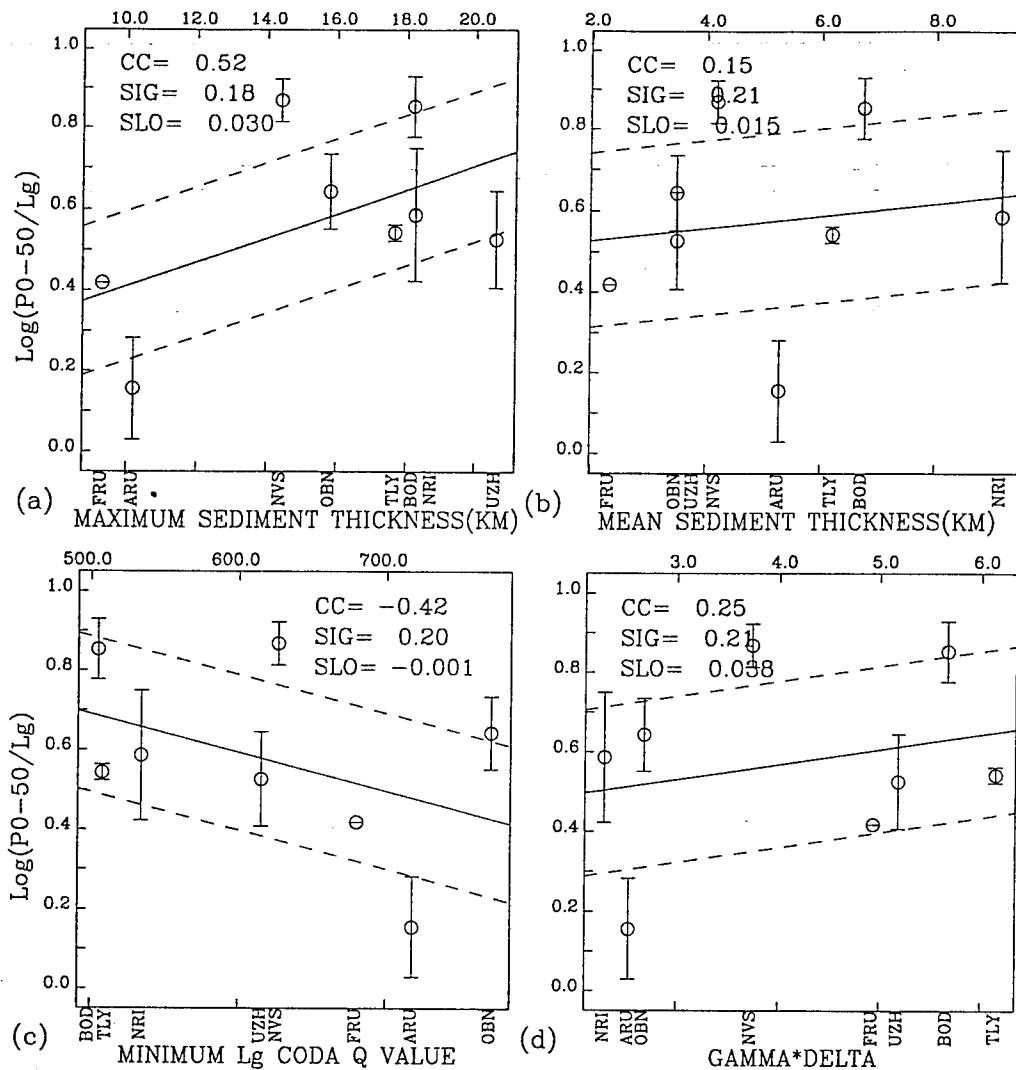 10.0 12.0 14.0 16.0 18.0 20.0
1.0
0.8
0.6
0.4
0.2
0.0
Log(P0-50/Lg)
CC= 0.52
SIG= 0.18
SLO= 0.030
FRU ARU NVS OBN TLY BOD NRI UZH
(a) MAXIMUM SEDIMENT THICKNESS(KM)
2.0 4.0 6.0 8.0
1.0
0.8
0.6
0.4
0.2
0.0
CC= 0.15
SIG= 0.21
SLO= 0.015
FRU OBN UZH NVS ARU TLY BOD NRI
(b) MEAN SEDIMENT THICKNESS(KM)
500.0 600.0 700.0
1.0
0.8
0.6
0.4
0.2
0.0
Log(P0-50/Lg)
CC= -0.42
SIG= 0.20
SLO= -0.001
BOD TLY NRI UZH NVS FRU ARU OBN
(c) MINIMUM Lg CODA Q VALUE
3.0 4.0 5.0 6.0
1.0
0.8
0.6
0.4
0.2
0.0
CC= 0.25
SIG= 0.21
SLO= 0.038
NRI ARU OBN NVS FRU UZH BOD TLY
(d) GAMMA*DELTA